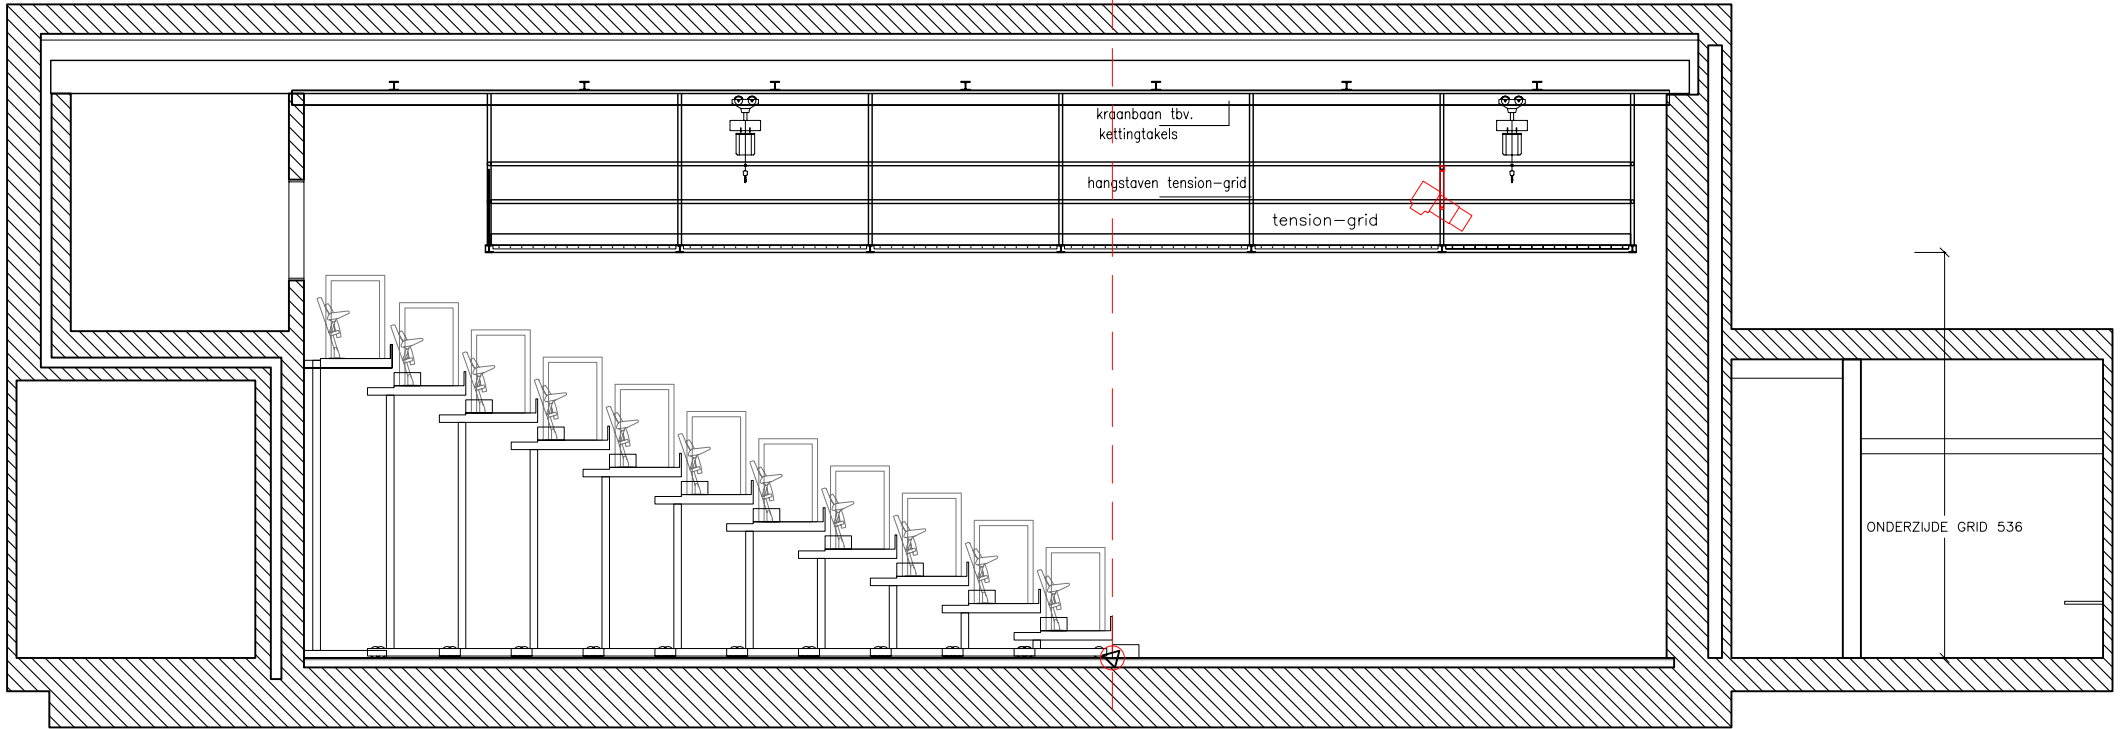 kraanbaan tbv.
kettingtakels
hangstaven tension-grid
tension-grid
ONDERZIJDE GRID 536